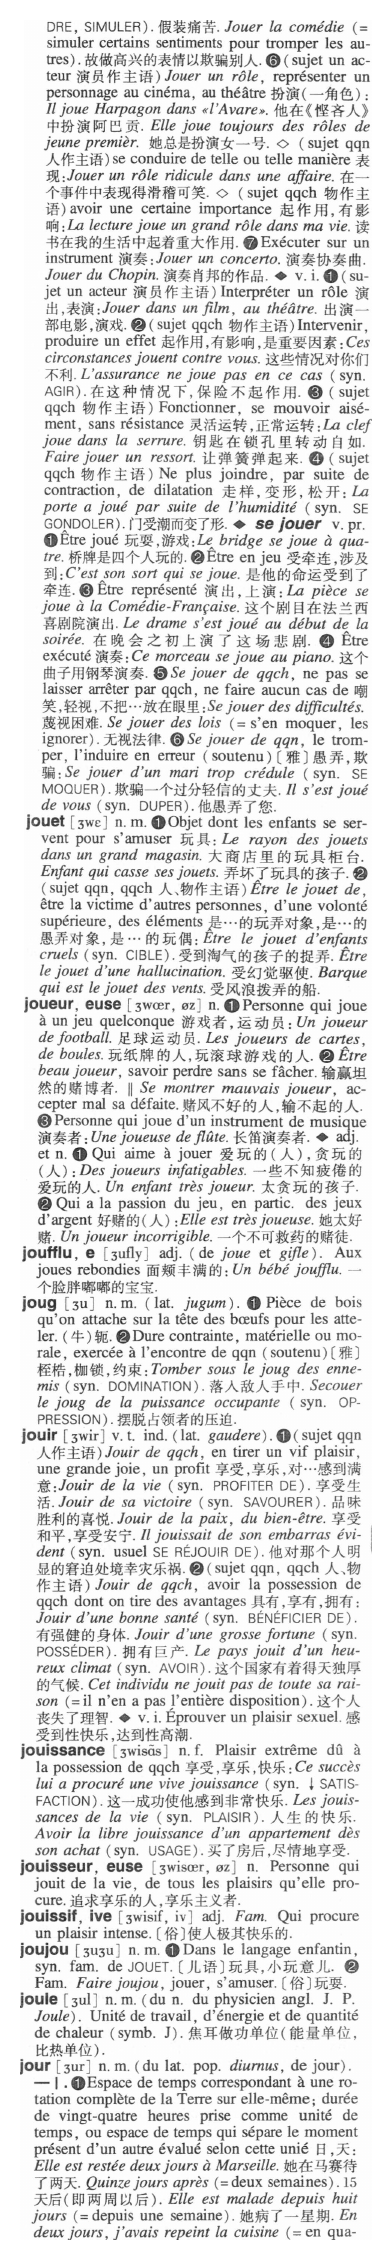 DRE, SIMULER). 假装痛苦. Jouer la comédie (=
simuler certains sentiments pour tromper les au-
tres). 故做高兴的表情以欺骗别人. ❻ (sujet un ac-
teur 演员作主语) Jouer un rôle, représenter un
personnage au cinéma, au théâtre 扮演(一角色):
Il joue Harpagon dans «l'Avare». 他在《悭吝人》
中扮演阿巴贡. Elle joue toujours des rôles de
jeune premièr. 她总是扮演女一号. ◇ (sujet qqn
人作主语) se conduire de telle ou telle manière 表
现: Jouer un rôle ridicule dans une affaire. 在一
个事件中表现得滑稽可笑. ◇ (sujet qqch 物作主
语) avoir une certaine importance 起作用,有影
响: La lecture joue un grand rôle dans ma vie. 读
书在我的生活中起着重大作用. ❼ Exécuter sur un
instrument 演奏: Jouer un concerto. 演奏协奏曲.
Jouer du Chopin. 演奏肖邦的作品. ◆ v. i. ❶ (su-
jet un acteur 演员作主语) Interpréter un rôle 演
出,表演: Jouer dans un film, au théâtre. 出演一
部电影,演戏. ❷ (sujet qqch 物作主语) Intervenir,
produire un effet 起作用,有影响,是重要因素: Ces
circonstances jouent contre vous. 这些情况对你们
不利. L'assurance ne joue pas en ce cas (syn.
AGIR). 在这种情况下,保险不起作用. ❸ (sujet
qqch 物作主语) Fonctionner, se mouvoir aisé-
ment, sans résistance 灵活运转,正常运转: La clef
joue dans la serrure. 钥匙在锁孔里转动自如.
Faire jouer un ressort. 让弹簧弹起来. ❹ (sujet
qqch 物作主语) Ne plus joindre, par suite de
contraction, de dilatation 走样,变形,松开: La
porte a joué par suite de l'humidité (syn. SE
GONDOLER). 门受潮而变了形. ◆ se jouer v. pr.
❶ Être joué 玩耍,游戏: Le bridge se joue à qua-
tre. 桥牌是四个人玩的. ❷ Être en jeu 受牵连,涉及
到: C'est son sort qui se joue. 是他的命运受到了
牵连. ❸ Être représenté 演出,上演: La pièce se
joue à la Comédie-Française. 这个剧目在法兰西
喜剧院演出. Le drame s'est joué au début de la
soirée. 在晚会之初上演了这场悲剧. ❹ Être
exécuté 演奏: Ce morceau se joue au piano. 这个
曲子用钢琴演奏. ❺ Se jouer de qqch, ne pas se
laisser arrêter par qqch, ne faire aucun cas de 嘲
笑,轻视,不把…放在眼里: Se jouer des difficultés.
蔑视困难. Se jouer des lois (= s'en moquer, les
ignorer). 无视法律. ❻ Se jouer de qqn, le trom-
per, l'induire en erreur (soutenu) [雅] 愚弄,欺
骗: Se jouer d'un mari trop crédule (syn. SE
MOQUER). 欺骗一个过分轻信的丈夫. Il s'est joué
de vous (syn. DUPER). 他愚弄了您.
jouet [ʒwɛ] n. m. ❶ Objet dont les enfants se ser-
vent pour s'amuser 玩具: Le rayon des jouets
dans un grand magasin. 大商店里的玩具柜台.
Enfant qui casse ses jouets. 弄坏了玩具的孩子. ❷
(sujet qqn, qqch 人、物作主语) Être le jouet de,
être la victime d'autres personnes, d'une volonté
supérieure, des éléments 是…的玩弄对象,是…的
愚弄对象,是…的玩偶: Être le jouet d'enfants
cruels (syn. CIBLE). 受到淘气的孩子的捉弄. Être
le jouet d'une hallucination. 受幻觉驱使. Barque
qui est le jouet des vents. 受风浪拨弄的船.
joueur, euse [ʒwœr, øz] n. ❶ Personne qui joue
à un jeu quelconque 游戏者,运动员: Un joueur
de football. 足球运动员. Les joueurs de cartes,
de boules. 玩纸牌的人,玩滚球游戏的人. ❷ Être
beau joueur, savoir perdre sans se fâcher. 输赢坦
然的赌博者. ‖ Se montrer mauvais joueur, ac-
cepter mal sa défaite. 赌风不好的人,输不起的人.
❸ Personne qui joue d'un instrument de musique
演奏者: Une joueuse de flûte. 长笛演奏者. ◆ adj.
et n. ❶ Qui aime à jouer 爱玩的(人),贪玩的
(人): Des joueurs infatigables. 一些不知疲倦的
爱玩的人. Un enfant très joueur. 太贪玩的孩子.
❷ Qui a la passion du jeu, en partic. des jeux
d'argent 好赌的(人): Elle est très joueuse. 她太好
赌. Un joueur incorrigible. 一个不可救药的赌徒.
joufflu, e [ʒufly] adj. (de joue et gifle). Aux
joues rebondies 面颊丰满的: Un bébé joufflu. 一
个脸胖嘟嘟的宝宝.
joug [ʒu] n. m. (lat. jugum). ❶ Pièce de bois
qu'on attache sur la tête des bœufs pour les atte-
ler. (牛)轭. ❷ Dure contrainte, matérielle ou mo-
rale, exercée à l'encontre de qqn (soutenu) [雅]
桎梏,枷锁,约束: Tomber sous le joug des enne-
mis (syn. DOMINATION). 落入敌人手中. Secouer
le joug de la puissance occupante (syn. OP-
PRESSION). 摆脱占领者的压迫.
jouir [ʒwir] v. t. ind. (lat. gaudere). ❶ (sujet qqn
人作主语) Jouir de qqch, en tirer un vif plaisir,
une grande joie, un profit 享受,享乐,对…感到满
意: Jouir de la vie (syn. PROFITER DE). 享受生
活. Jouir de sa victoire (syn. SAVOURER). 品味
胜利的喜悦. Jouir de la paix, du bien-être. 享受
和平,享受安宁. Il jouissait de son embarras évi-
dent (syn. usuel SE RÉJOUIR DE). 他对那个人明
显的窘迫处境幸灾乐祸. ❷ (sujet qqn, qqch 人、物
作主语) Jouir de qqch, avoir la possession de
qqch dont on tire des avantages 具有,享有,拥有:
Jouir d'une bonne santé (syn. BÉNÉFICIER DE).
有强健的身体. Jouir d'une grosse fortune (syn.
POSSÉDER). 拥有巨产. Le pays jouit d'un heu-
reux climat (syn. AVOIR). 这个国家有着得天独厚
的气候. Cet individu ne jouit pas de toute sa rai-
son (= il n'en a pas l'entière disposition). 这个人
丧失了理智. ◆ v. i. Éprouver un plaisir sexuel. 感
受到性快乐,达到性高潮.
jouissance [ʒwisɑ̃s] n. f. Plaisir extrême dû à
la possession de qqch 享受,享乐,快乐: Ce succès
lui a procuré une vive jouissance (syn. ↓ SATIS-
FACTION). 这一成功使他感到非常快乐. Les jouis-
sances de la vie (syn. PLAISIR). 人生的快乐.
Avoir la libre jouissance d'un appartement dès
son achat (syn. USAGE). 买了房后,尽情地享受.
jouisseur, euse [ʒwisœr, øz] n. Personne qui
jouit de la vie, de tous les plaisirs qu'elle pro-
cure. 追求享乐的人,享乐主义者.
jouissif, ive [ʒwisif, iv] adj. Fam. Qui procure
un plaisir intense. [俗]使人极其快乐的.
joujou [ʒuʒu] n. m. ❶ Dans le langage enfantin,
syn. fam. de JOUET. [儿语]玩具,小玩意儿. ❷
Fam. Faire joujou, jouer, s'amuser. [俗]玩耍.
joule [ʒul] n. m. (du n. du physicien angl. J. P.
Joule). Unité de travail, d'énergie et de quantité
de chaleur (symb. J). 焦耳做功单位(能量单位,
比热单位).
jour [ʒur] n. m. (du lat. pop. diurnus, de jour).
— I . ❶ Espace de temps correspondant à une ro-
tation complète de la Terre sur elle-même; durée
de vingt-quatre heures prise comme unité de
temps, ou espace de temps qui sépare le moment
présent d'un autre évalué selon cette unié 日,天:
Elle est restée deux jours à Marseille. 她在马赛待
了两天. Quinze jours après (= deux semaines). 15
天后(即两周以后). Elle est malade depuis huit
jours (= depuis une semaine). 她病了一星期. En
deux jours, j'avais repeint la cuisine (= en qua-